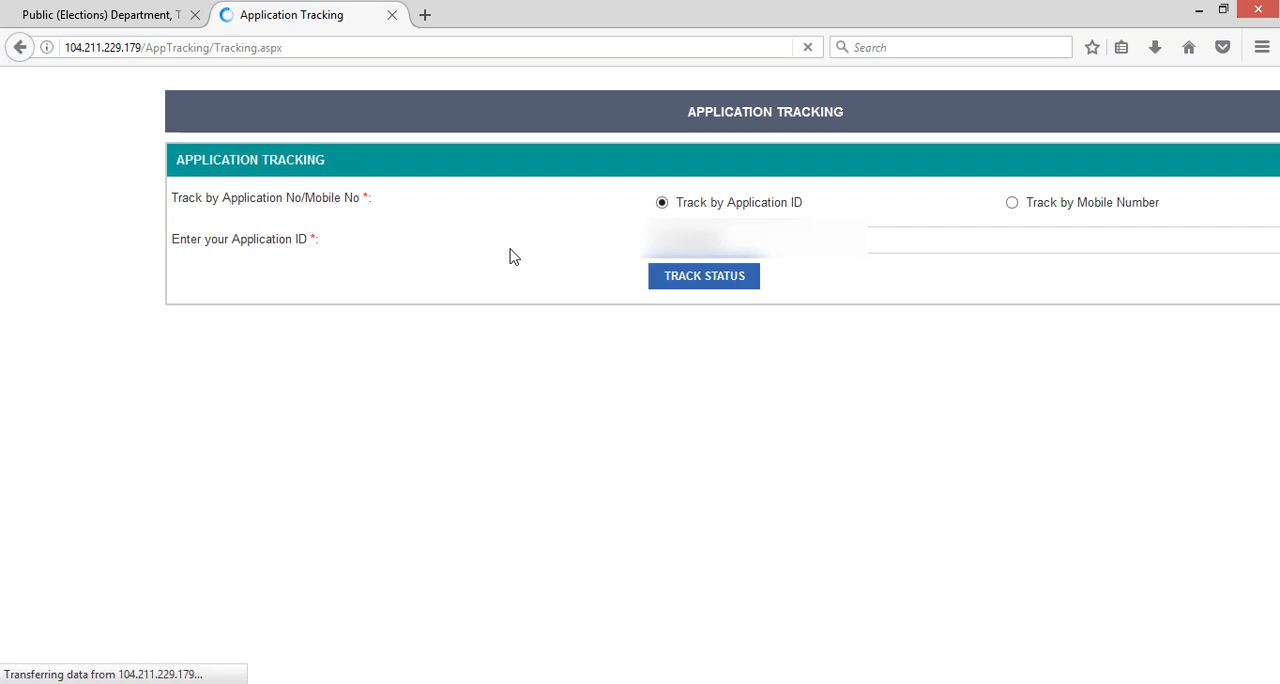 Public (Elections) Department, T
Application Tracking
104.211.229.179/AppTracking/Tracking.aspx
Search
APPLICATION TRACKING
APPLICATION TRACKING
Track by Application No/Mobile No *:
Track by Application ID
Track by Mobile Number
Enter your Application ID *:
TRACK STATUS
Transferring data from 104.211.229.179...